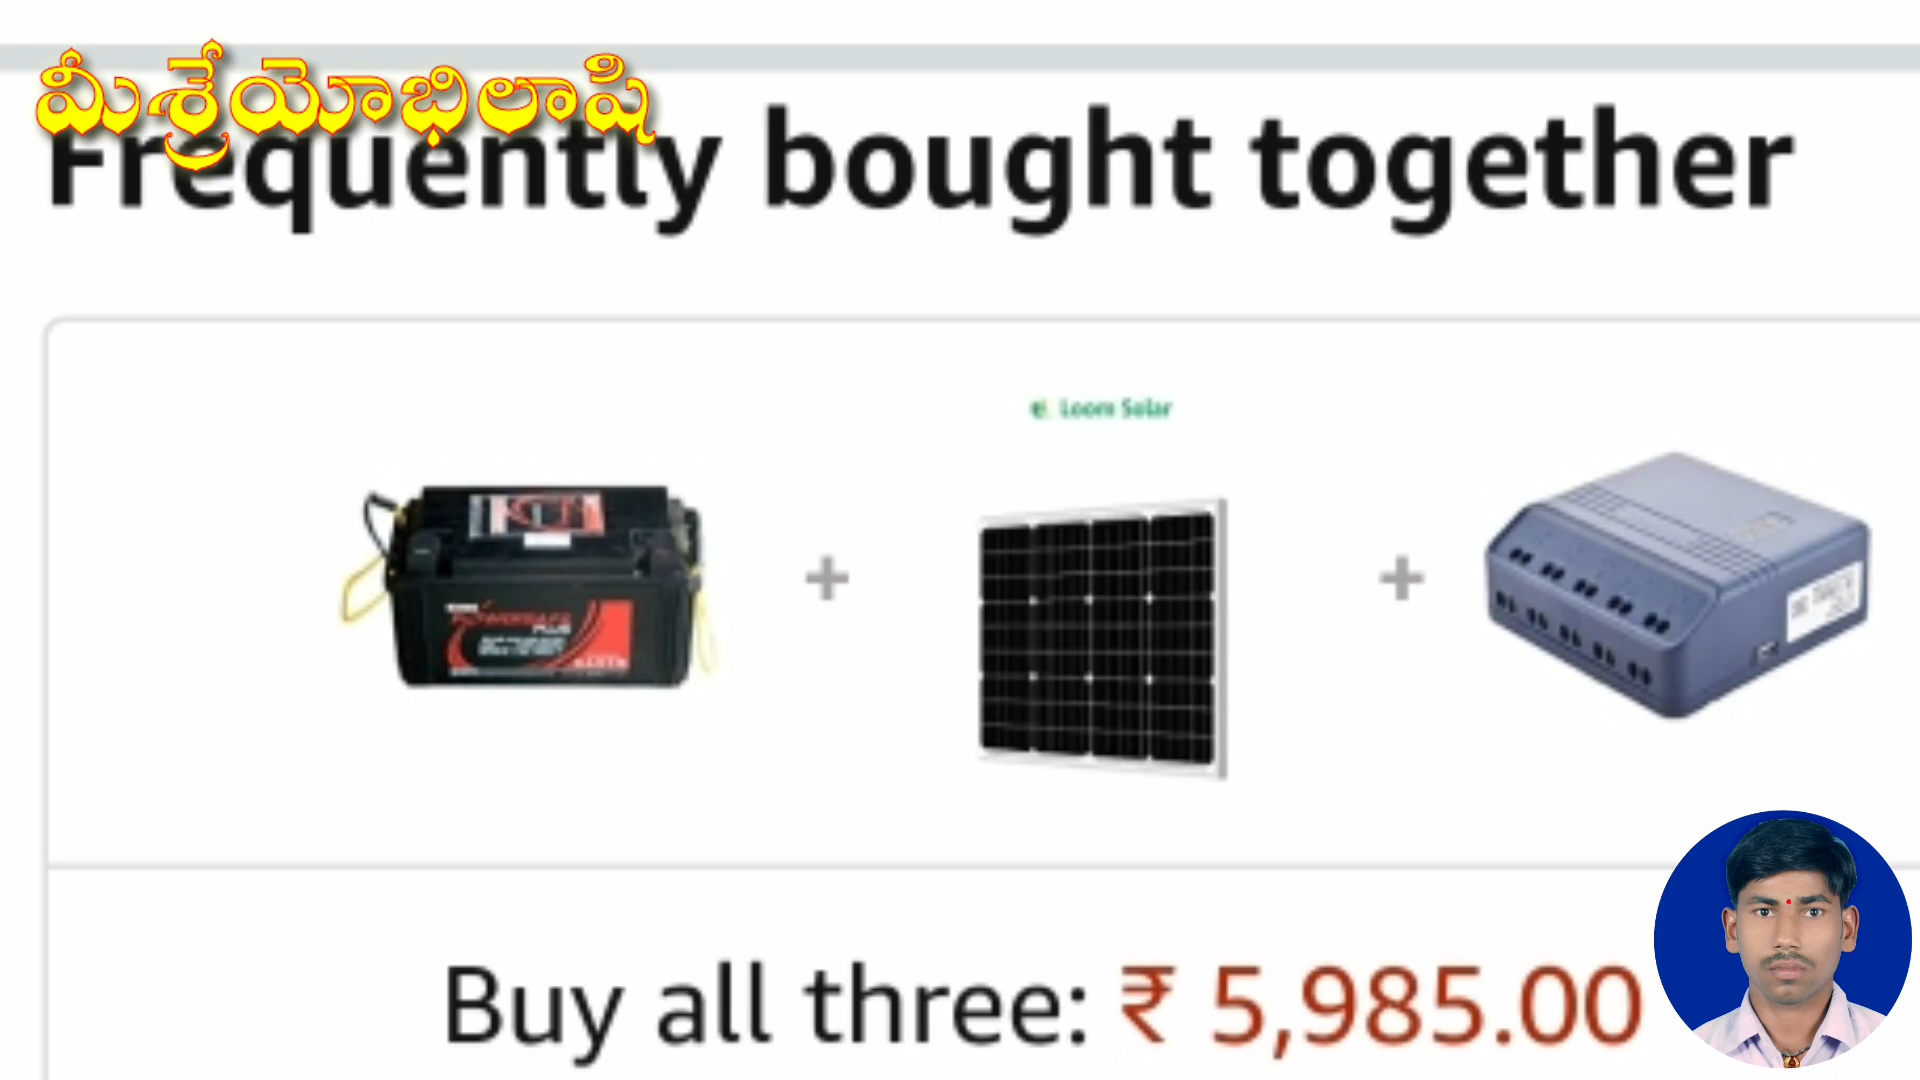 మీశ్రేయోభిలాషి
Frequently bought together
Loom Solar
+
+
Buy all three: ₹ 5,985.00